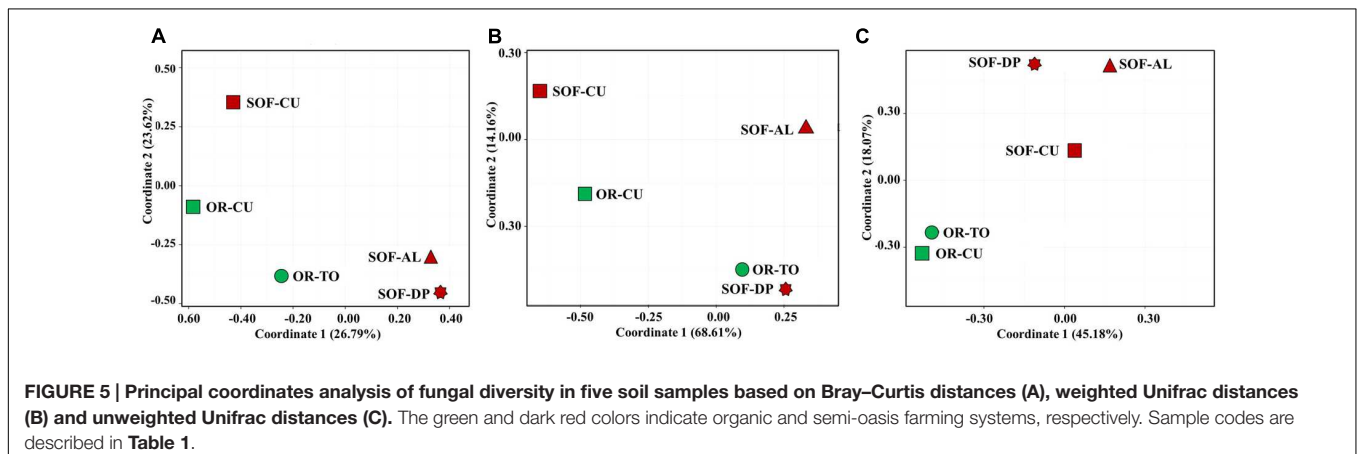 A
B
C
0.50
0.25
0.00
-0.25
-0.50
Coordinate 2 (23.62%)
SOF-CU
OR-CU
OR-TO
SOF-AL
SOF-DP
0.60 -0.40 -0.20 0.00 0.20 0.40
Coordinate 1 (26.79%)
0.30
0.00
0.30
Coordinate 2 (14.16%)
SOF-CU
SOF-AL
OR-CU
OR-TO
SOF-DP
-0.50 -0.25 0.00 0.25
Coordinate 1 (68.61%)
0.30
0.00
-0.30
Coordinate 2 (18.07%)
SOF-DP
SOF-AL
SOF-CU
OR-TO
OR-CU
-0.30 0.00 0.30
Coordinate 1 (45.18%)
FIGURE 5 | Principal coordinates analysis of fungal diversity in five soil samples based on Bray–Curtis distances (A), weighted Unifrac distances
(B) and unweighted Unifrac distances (C). The green and dark red colors indicate organic and semi-oasis farming systems, respectively. Sample codes are
described in Table 1.